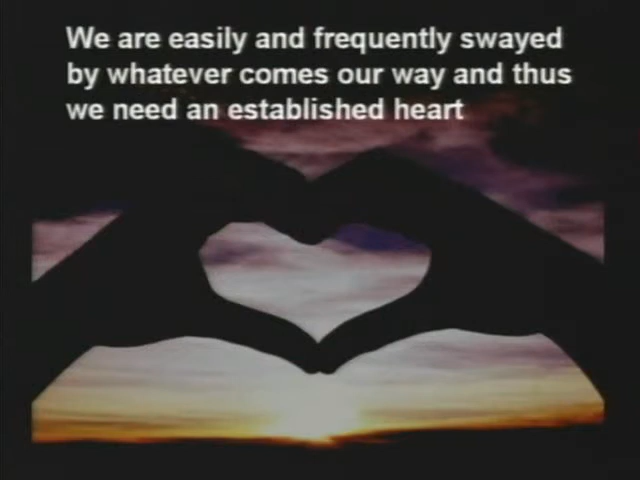 We are easily and frequently swayed
by whatever comes our way and thus
we need an established heart